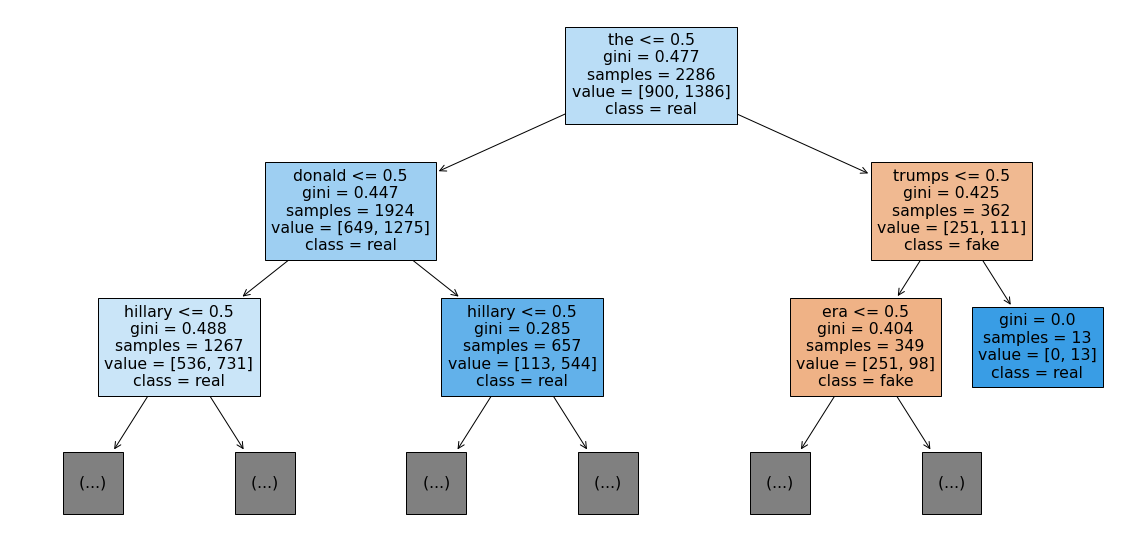 the <= 0.5
gini = 0.477
samples = 2286
value = [900, 1386]
class = real
donald <= 0.5
gini = 0.447
samples = 1924
value = [649, 1275]
class = real
trumps <= 0.5
gini = 0.425
samples = 362
value = [251, 111]
class = fake
hillary <= 0.5
gini = 0.488
samples = 1267
value = [536, 731]
class = real
hillary <= 0.5
gini = 0.285
samples = 657
value = [113, 544]
class = real
era <= 0.5
gini = 0.404
samples = 349
value = [251, 98]
class = fake
gini = 0.0
samples = 13
value = [0, 13]
class = real
(...)
(...)
(...)
(...)
(...)
(...)